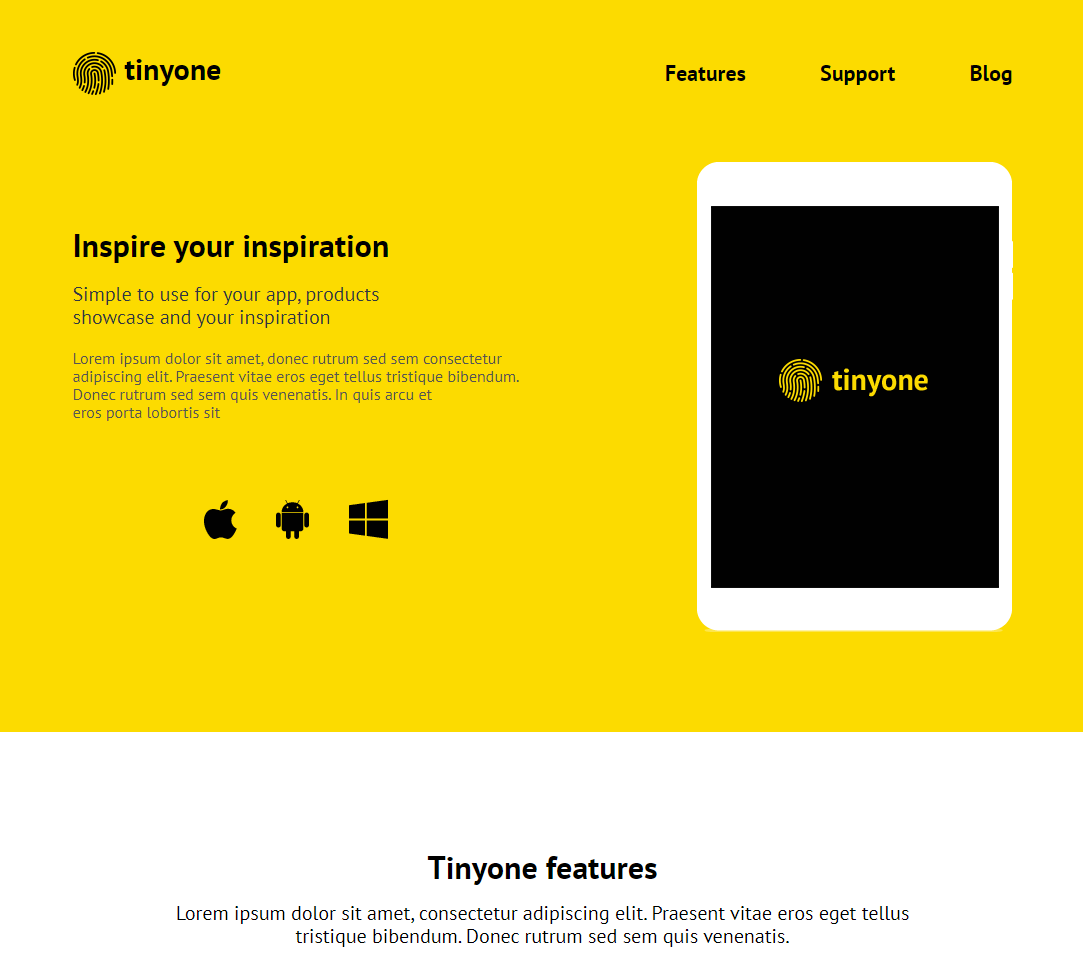 tinyone
Features
Support
Blog
Inspire your inspiration
Simple to use for your app, products
showcase and your inspiration
Lorem ipsum dolor sit amet, donec rutrum sed sem consectetur
adipiscing elit. Praesent vitae eros eget tellus tristique bibendum.
Donec rutrum sed sem quis venenatis. In quis arcu et
eros porta lobortis sit
tinyone
Tinyone features
Lorem ipsum dolor sit amet, consectetur adipiscing elit. Praesent vitae eros eget tellus
tristique bibendum. Donec rutrum sed sem quis venenatis.